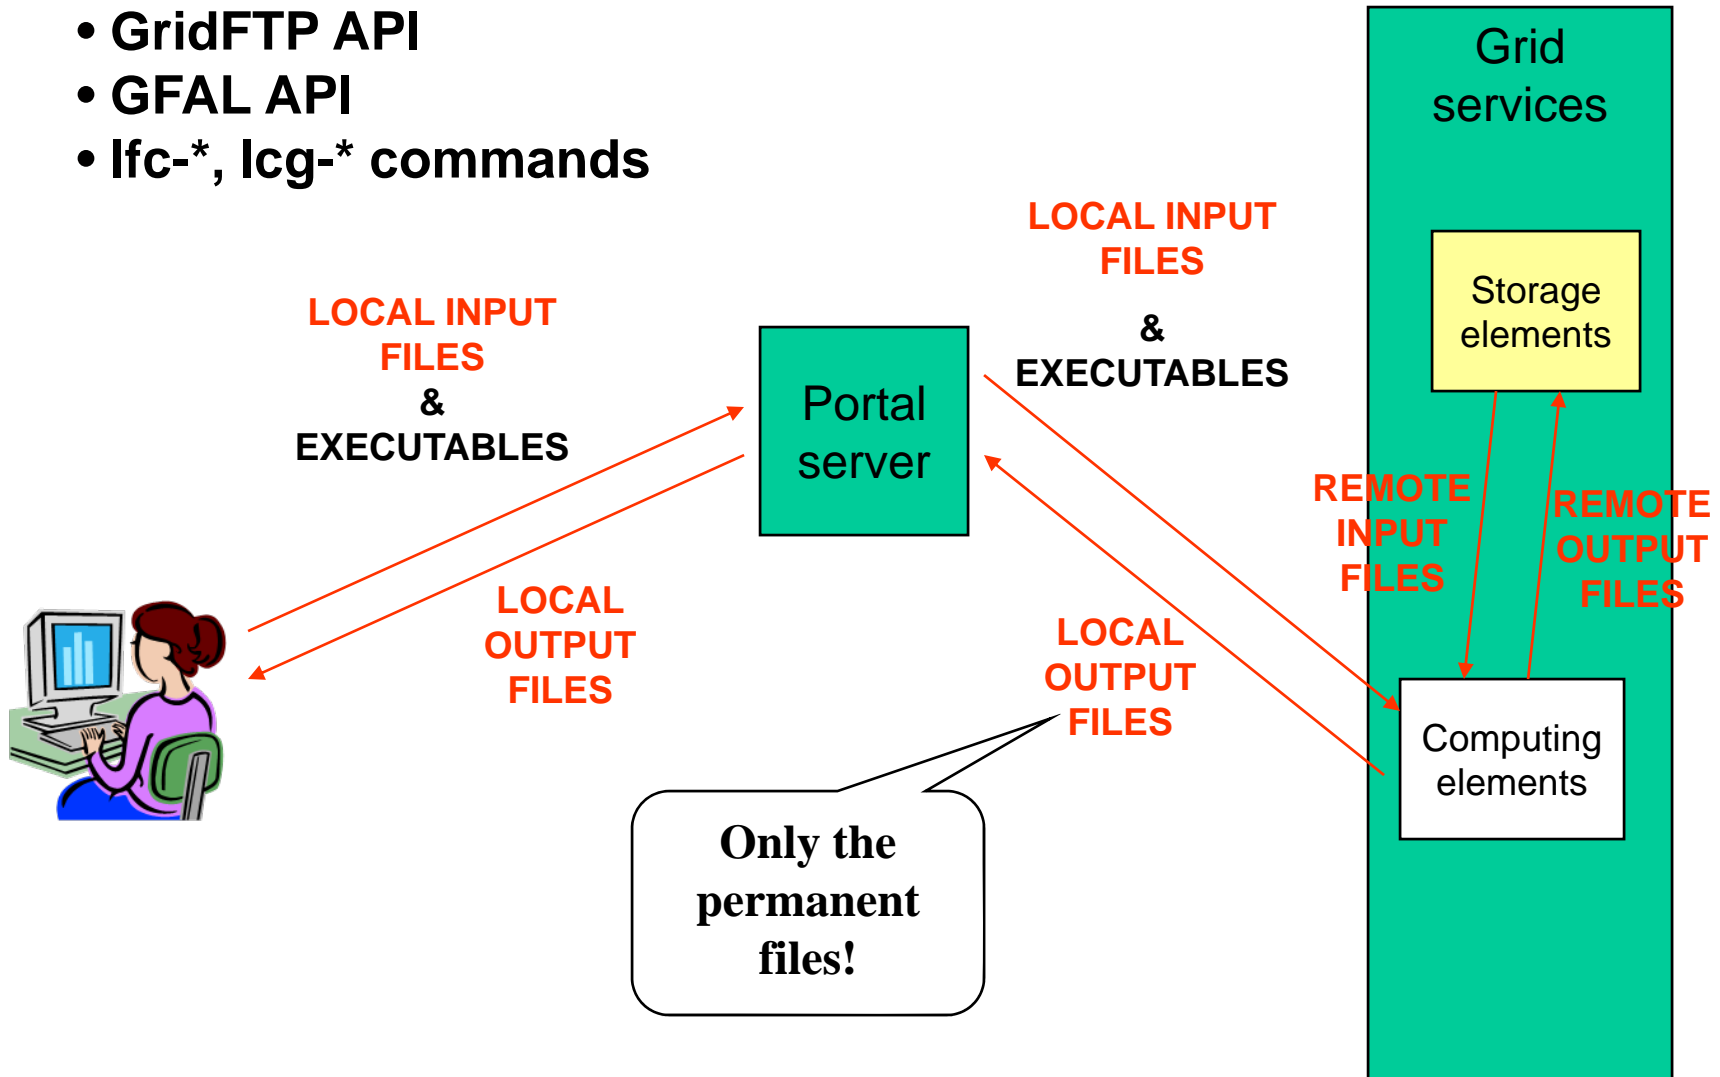 • GridFTP API
• GFAL API
• lfc-*, lcg-* commands
Grid
services
LOCAL INPUT
FILES
&
EXECUTABLES
LOCAL INPUT
FILES
&
EXECUTABLES
Storage
elements
Portal
server
REMOTE
INPUT
FILES
REMOTE
OUTPUT
FILES
LOCAL
OUTPUT
FILES
LOCAL
OUTPUT
FILES
Computing
elements
Only the
permanent
files!